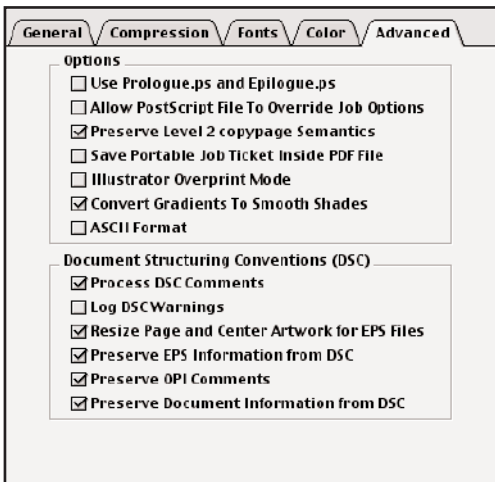 General Compression Fonts Color Advanced
Options
Use Prologue.ps and Epilogue.ps
Allow PostScript File To Override Job Options
Preserve Level 2 copypage Semantics
Save Portable Job Ticket Inside PDF File
Illustrator Overprint Mode
Convert Gradients To Smooth Shades
ASCII Format
Document Structuring Conventions (DSC)
Process DSC Comments
Log DSC Warnings
Resize Page and Center Artwork for EPS Files
Preserve EPS Information from DSC
Preserve OPI Comments
Preserve Document Information from DSC